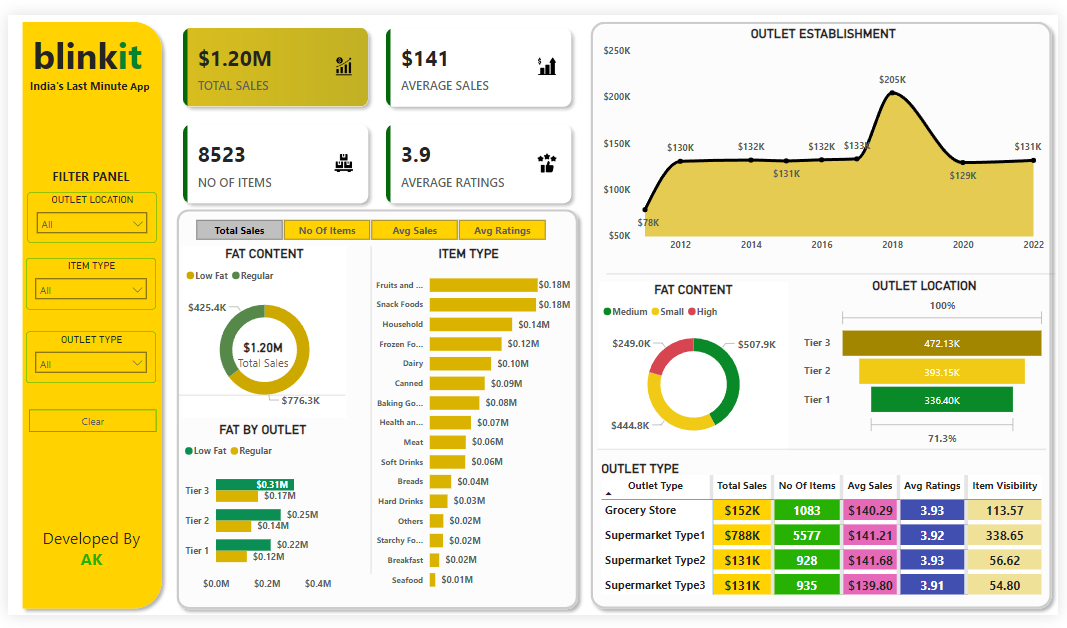 blinkit
India's Last Minute App
FILTER PANEL
OUTLET LOCATION
All
ITEM TYPE
All
OUTLET TYPE
All
Clear
Developed By
AK
$1.20M
TOTAL SALES
$141
AVERAGE SALES
8523
NO OF ITEMS
3.9
AVERAGE RATINGS
Total Sales No Of Items Avg Sales Avg Ratings
FAT CONTENT
Low Fat Regular
$425.4K
$1.20M
Total Sales
$776.3K
FAT BY OUTLET
Low Fat Regular
Tier 3 $0.31M
$0.17M
Tier 2 $0.25M
$0.14M
Tier 1 $0.22M
$0.12M
$0.0M $0.2M $0.4M
ITEM TYPE
Fruits and ... $0.18M
Snack Foods $0.18M
Household $0.14M
Frozen Fo... $0.12M
Dairy $0.10M
Canned $0.09M
Baking Go... $0.08M
Health an... $0.07M
Meat $0.06M
Soft Drinks $0.06M
Breads $0.04M
Hard Drinks $0.03M
Others $0.02M
Starchy Fo... $0.02M
Breakfast $0.02M
Seafood $0.01M
OUTLET ESTABLISHMENT
$250K
$200K
$150K
$100K
$50K
$78K
$130K
$132K
$131K
$132K
$133K
$205K
$129K
$131K
2012 2014 2016 2018 2020 2022
FAT CONTENT
Medium Small High
$249.0K
$507.9K
$444.8K
OUTLET LOCATION
100%
Tier 3 472.13K
Tier 2 393.15K
Tier 1 336.40K
71.3%
OUTLET TYPE
Outlet Type Total Sales No Of Items Avg Sales Avg Ratings Item Visibility
Grocery Store $152K 1083 $140.29 3.93 113.57
Supermarket Type1 $788K 5577 $141.21 3.92 338.65
Supermarket Type2 $131K 928 $141.68 3.93 56.62
Supermarket Type3 $131K 935 $139.80 3.91 54.80